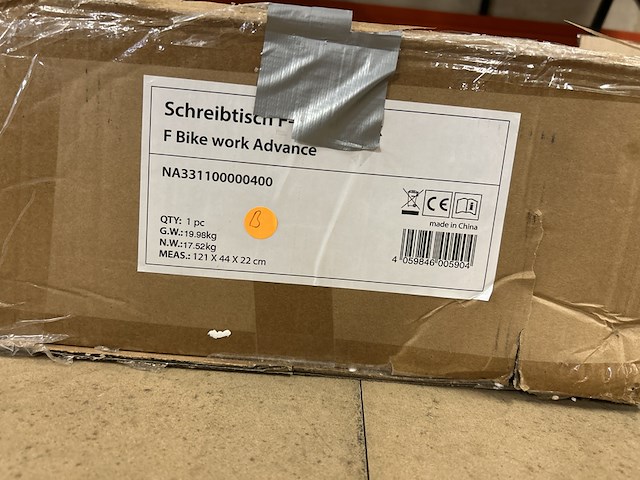 Schreibtisch F-
F Bike work Advance
NA331100000400
QTY: 1 pc
G.W.:19.98kg
N.W.:17.52kg
MEAS.: 121 X 44 X 22 cm
B
CE
made in China
4 059846 005904